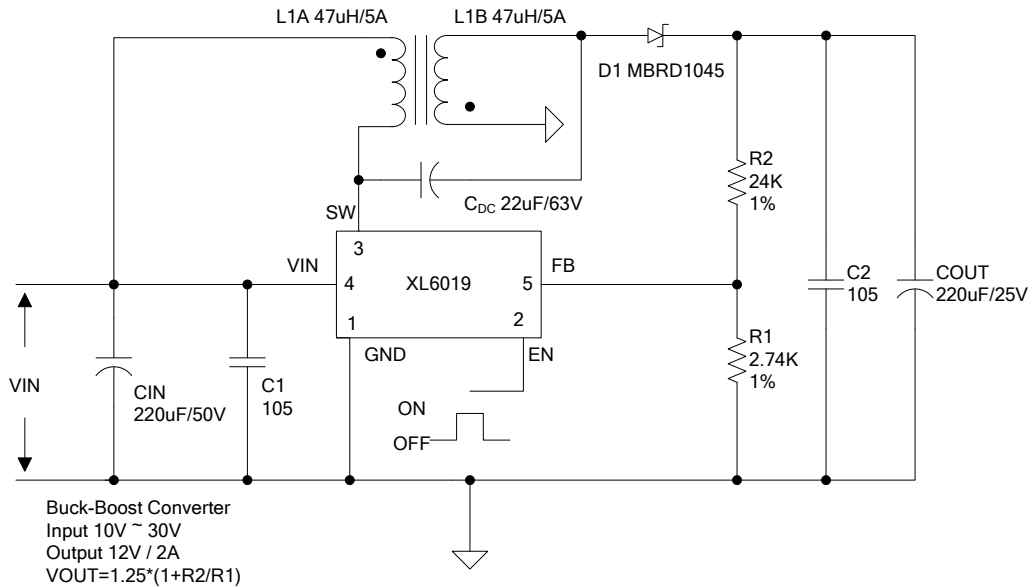 L1A 47uH/5A
L1B 47uH/5A
D1 MBRD1045
R2
24K
1%
CDC 22uF/63V
SW
3
VIN
4
XL6019
5
FB
1
2
GND
EN
C2
105
COUT
220uF/25V
R1
2.74K
1%
VIN
CIN
220uF/50V
C1
105
ON
OFF
Buck-Boost Converter
Input 10V ~ 30V
Output 12V / 2A
VOUT=1.25*(1+R2/R1)